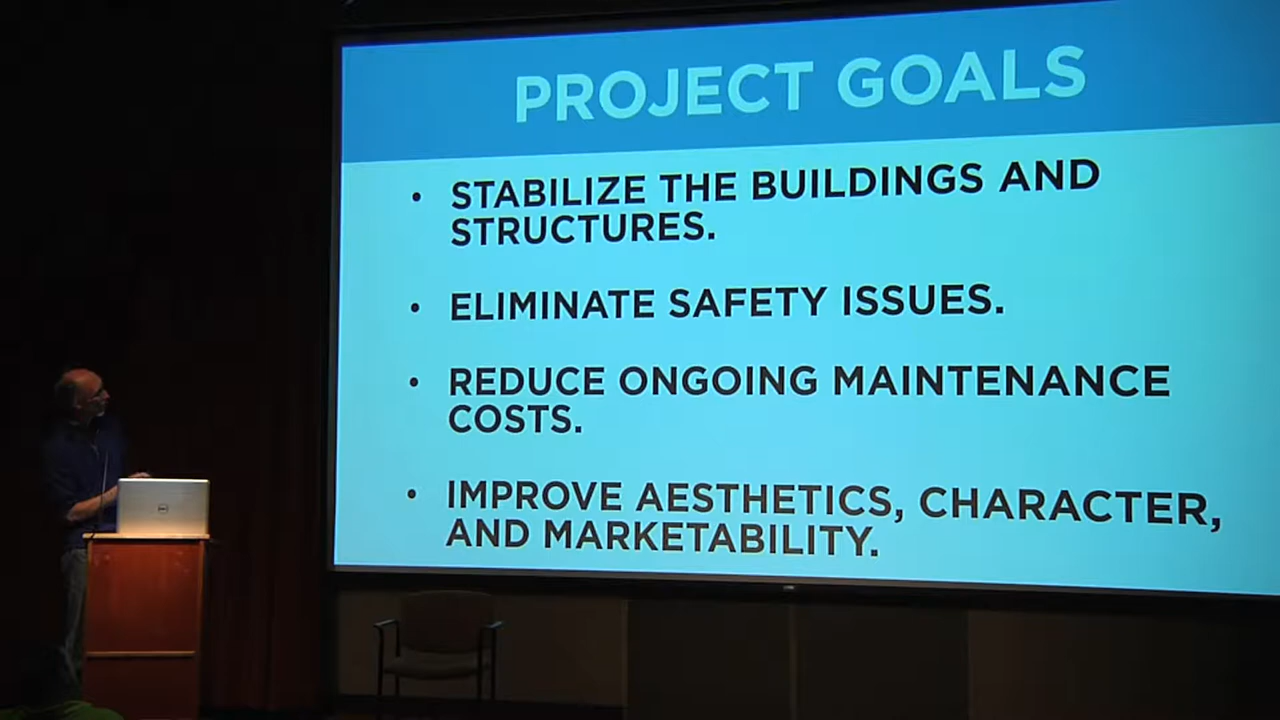 PROJECT GOALS
• STABILIZE THE BUILDINGS AND
STRUCTURES.
• ELIMINATE SAFETY ISSUES.
• REDUCE ONGOING MAINTENANCE
COSTS.
• IMPROVE AESTHETICS, CHARACTER,
AND MARKETABILITY.
DELL